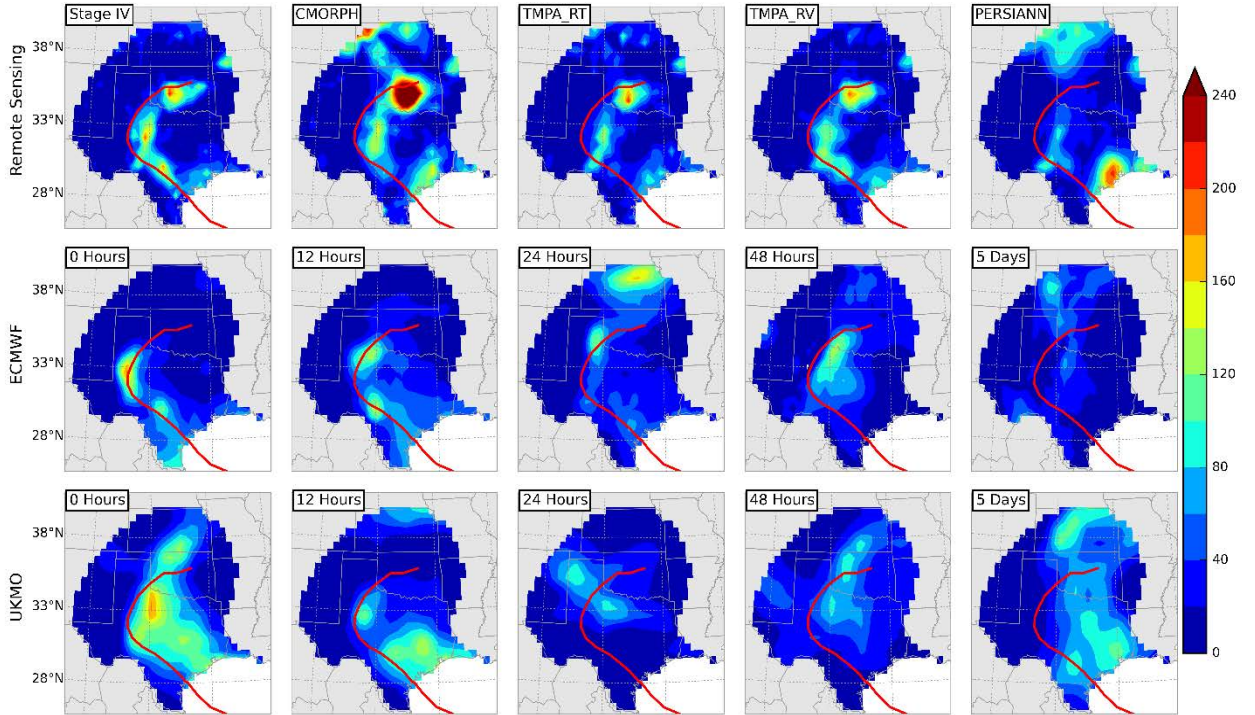 Stage IV
CMORPH
TMPA_RT
TMPA_RV
PERSIANN
Remote Sensing
38°N
33°N
28°N
0 Hours
12 Hours
24 Hours
48 Hours
5 Days
ECMWF
38°N
33°N
28°N
0 Hours
12 Hours
24 Hours
48 Hours
5 Days
UKMO
38°N
33°N
28°N
240
200
160
120
80
40
0